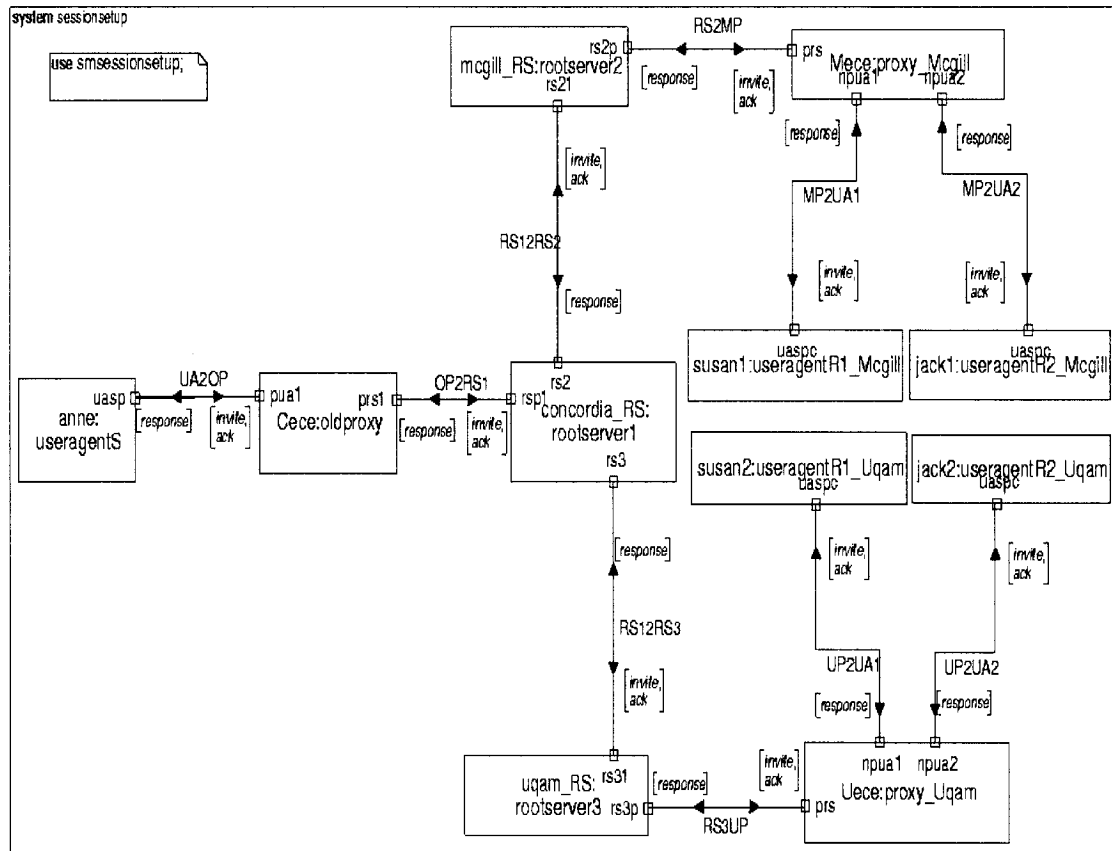 system sessionsetup
use smsessionsetup;
rs2p
mcgill_RS:rootserver2
rs21
RS2MP
[response]
[invite,
ack]
prs
Mece:proxy_Mcgill
npua1 npua2
[response]
[response]
[invite,
ack]
MP2UA1
MP2UA2
RS12RS2
[invite,
ack]
[invite,
ack]
[response]
uaspc
susan1:useragentR1_Mcgill
uaspc
jack1:useragentR2_Mcgill
uasp
anne:
useragentS
UA2OP
[response]
[invite,
ack]
pua1
prs1
Cece:oldproxy
OP2RS1
[response]
[invite,
ack]
rs2
rsp1
concordia_RS:
rootserver1
rs3
susan2:useragentR1_Uqam
uaspc
jack2:useragentR2_Uqam
uaspc
[response]
[invite,
ack]
[invite,
ack]
RS12RS3
UP2UA1
UP2UA2
[invite,
ack]
[response]
[response]
uqam_RS:
rs31
rootserver3
rs3p
[response]
[invite,
ack]
RS3UP
npua1 npua2
prs
Uece:proxy_Uqam